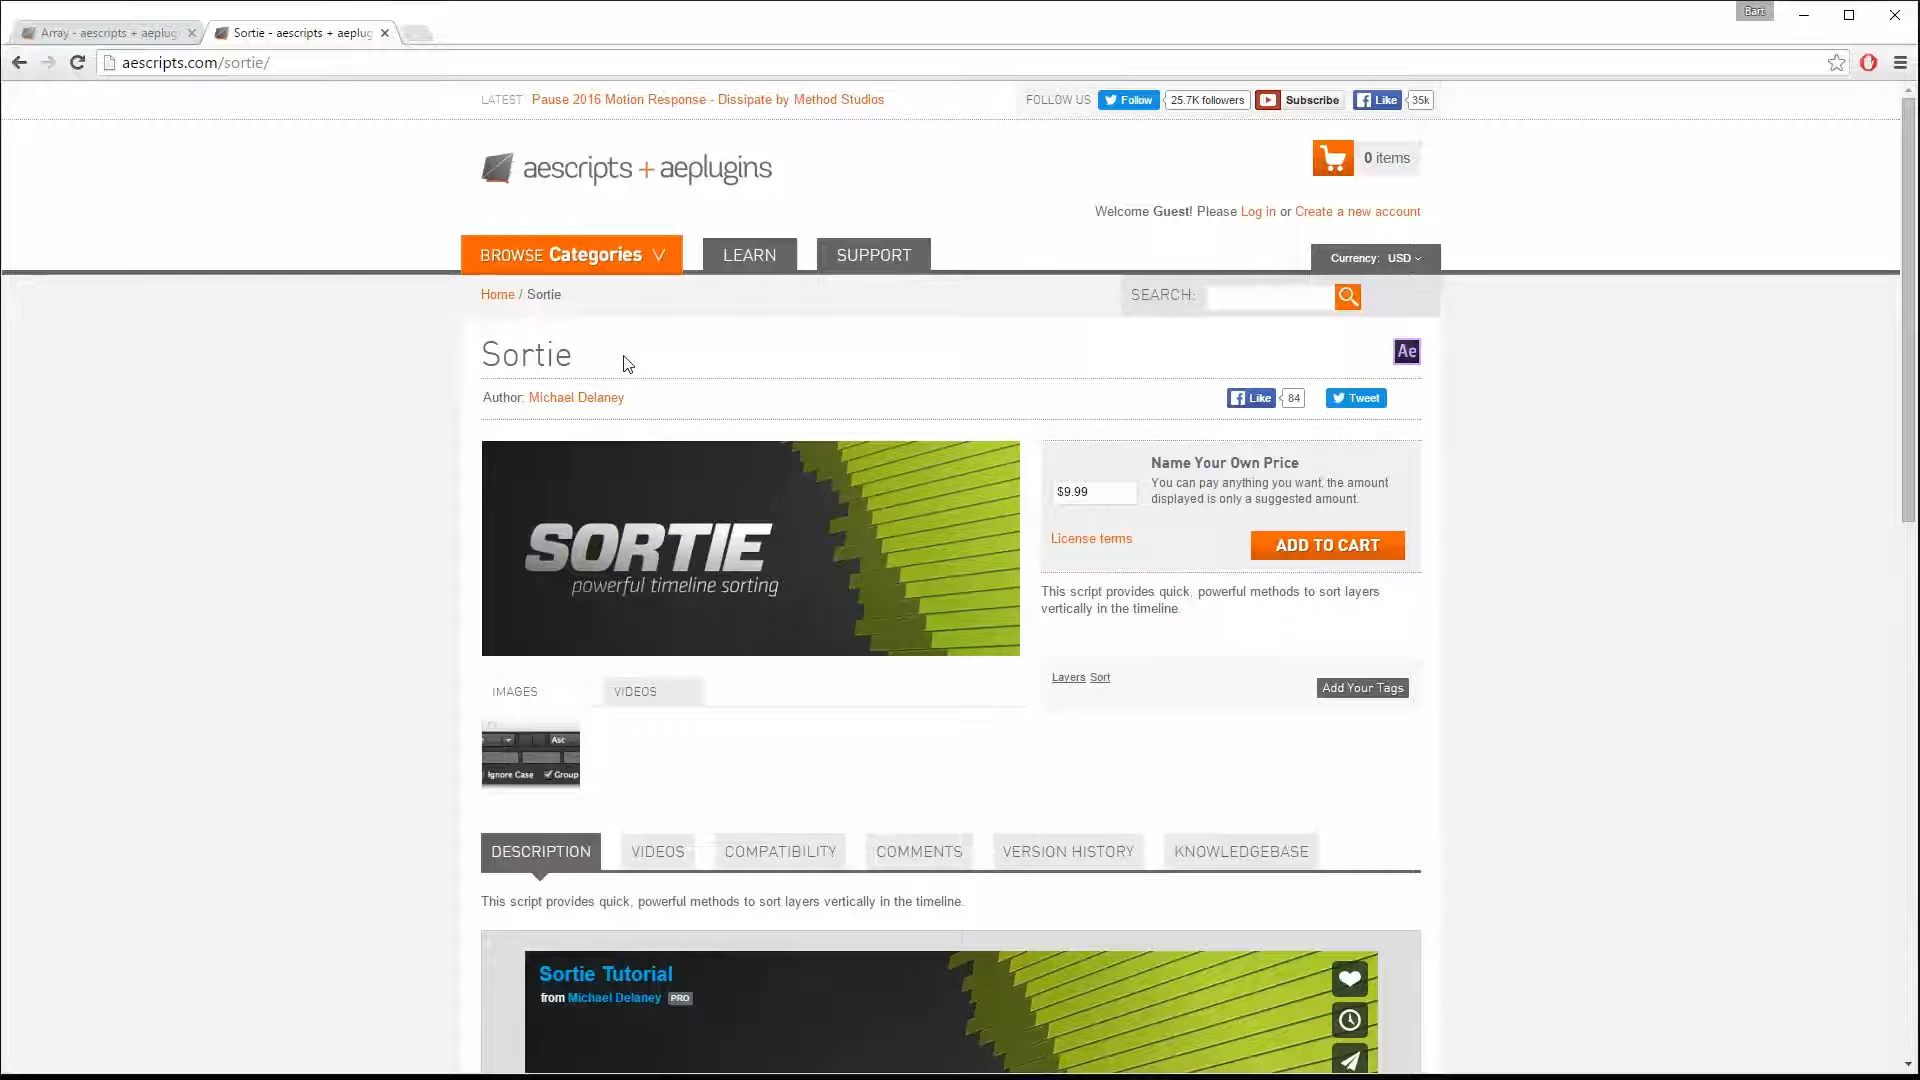 Bart
Array - aescripts + aeplugi
Sortie - aescripts + aeplug
aescripts.com/sortie/
LATEST Pause 2016 Motion Response - Dissipate by Method Studios
FOLLOW US Follow 25.7K followers Subscribe Like 35k
aescripts + aeplugins
0 items
Welcome Guest! Please Log in or Create a new account
BROWSE Categories LEARN SUPPORT
Currency: USD
Home / Sortie
SEARCH:
Sortie
Ae
Author: Michael Delaney
Like 84 Tweet
SORTIE
powerful timeline sorting
Name Your Own Price
$9.99
You can pay anything you want, the amount
displayed is only a suggested amount.
License terms
ADD TO CART
This script provides quick, powerful methods to sort layers
vertically in the timeline.
Layers Sort
Add Your Tags
IMAGES VIDEOS
Asc
Ignore Case Group
DESCRIPTION VIDEOS COMPATIBILITY COMMENTS VERSION HISTORY KNOWLEDGEBASE
This script provides quick, powerful methods to sort layers vertically in the timeline.
Sortie Tutorial
from Michael Delaney PRO